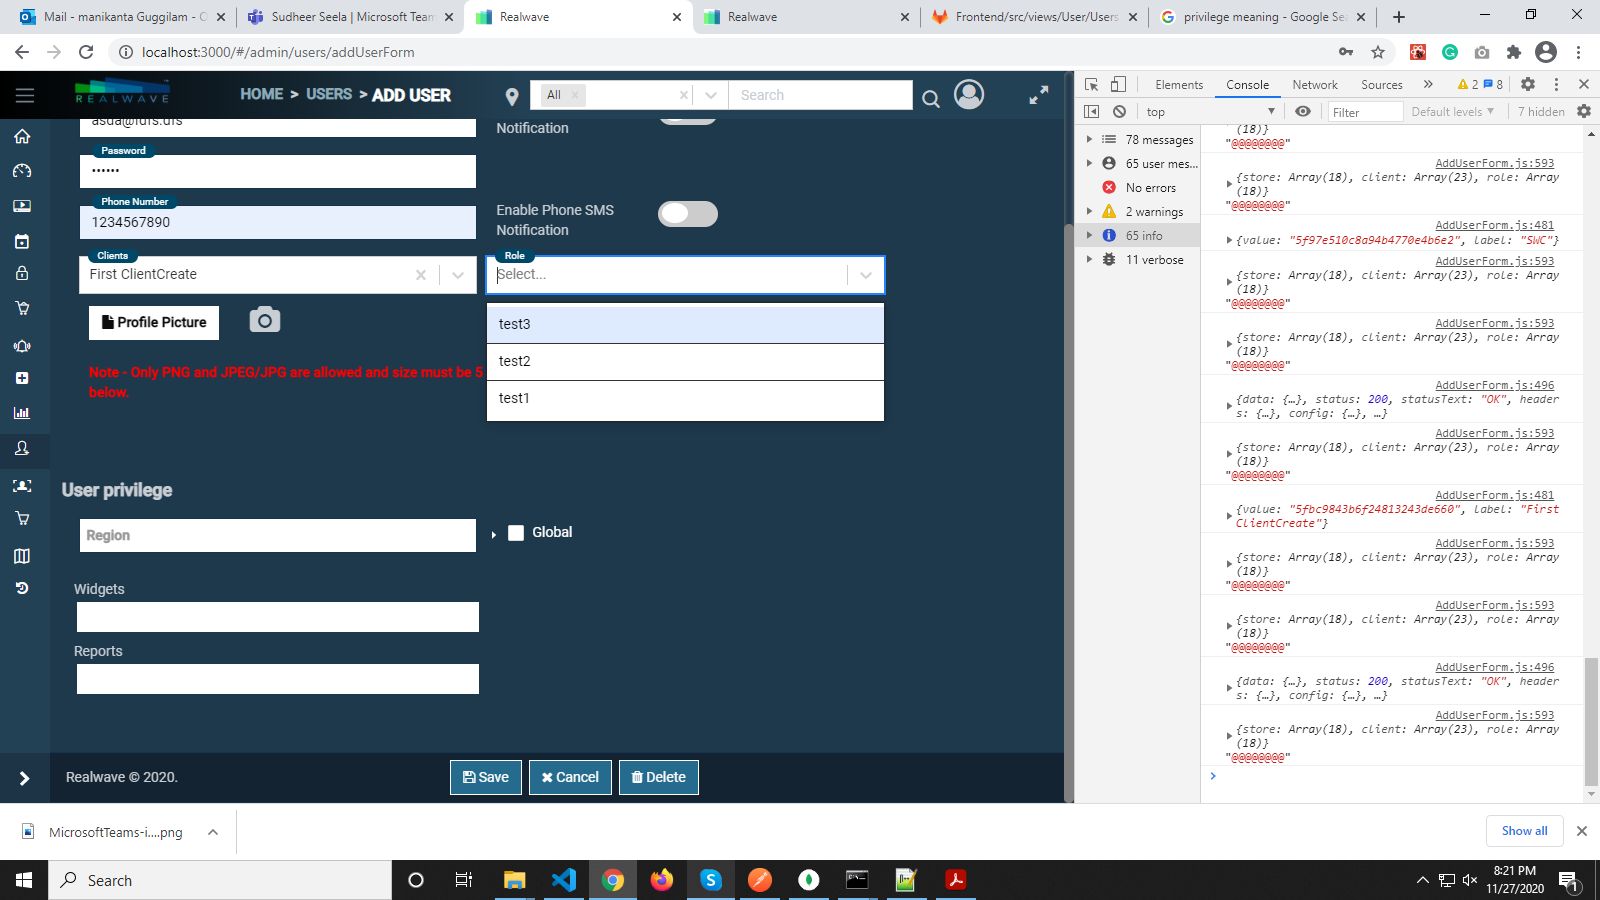 Mail - manikanta Guggilam - O
Sudheer Seela | Microsoft Team
Realwave
Realwave
Frontend/src/views/User/Users
privilege meaning - Google Sea
localhost:3000/#/admin/users/addUserForm
REALWAVE
HOME > USERS > ADD USER
All
Search
asda@fdfs.dfs
Notification
Password
••••••
Phone Number
1234567890
Enable Phone SMS
Notification
Clients
First ClientCreate
Role
Select...
Profile Picture
test3
test2
test1
Note - Only PNG and JPEG/JPG are allowed and size must be 5
below.
User privilege
Region
Global
Widgets
Reports
Realwave © 2020.
Save
Cancel
Delete
Elements
Console
Network
Sources
2
8
top
Filter
Default levels
7 hidden
78 messages
65 user mes...
No errors
2 warnings
65 info
11 verbose
(18)}
"@@@@@@@@"
AddUserForm.js:593
{store: Array(18), client: Array(23), role: Array
(18)}
"@@@@@@@@"
AddUserForm.js:481
{value: "5f97e510c8a94b4770e4b6e2", label: "SWC"}
AddUserForm.js:593
{store: Array(18), client: Array(23), role: Array
(18)}
"@@@@@@@@"
AddUserForm.js:593
{store: Array(18), client: Array(23), role: Array
(18)}
"@@@@@@@@"
AddUserForm.js:496
{data: {…}, status: 200, statusText: "OK", header
s: {…}, config: {…}, …}
AddUserForm.js:593
{store: Array(18), client: Array(23), role: Array
(18)}
"@@@@@@@@"
AddUserForm.js:481
{value: "5fbc9843b6f24813243de660", label: "First
ClientCreate"}
AddUserForm.js:593
{store: Array(18), client: Array(23), role: Array
(18)}
"@@@@@@@@"
AddUserForm.js:593
{store: Array(18), client: Array(23), role: Array
(18)}
"@@@@@@@@"
AddUserForm.js:496
{data: {…}, status: 200, statusText: "OK", header
s: {…}, config: {…}, …}
AddUserForm.js:593
{store: Array(18), client: Array(23), role: Array
(18)}
"@@@@@@@@"
MicrosoftTeams-i....png
Show all
Search
8:21 PM
11/27/2020
1